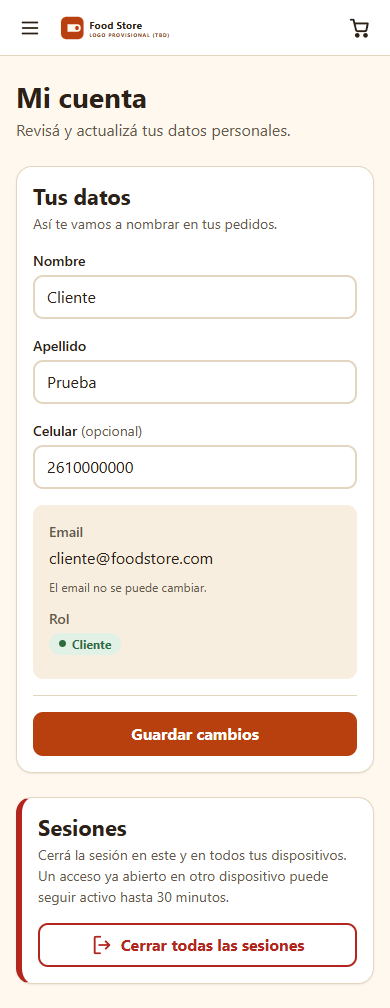 Food Store
LOGO PROVISIONAL (TBD)
Mi cuenta
Revisá y actualizá tus datos personales.
Tus datos
Así te vamos a nombrar en tus pedidos.
Nombre
Cliente
Apellido
Prueba
Celular (opcional)
2610000000
Email
cliente@foodstore.com
El email no se puede cambiar.
Rol
Cliente
Guardar cambios
Sesiones
Cerrá la sesión en este y en todos tus dispositivos.
Un acceso ya abierto en otro dispositivo puede
seguir activo hasta 30 minutos.
Cerrar todas las sesiones